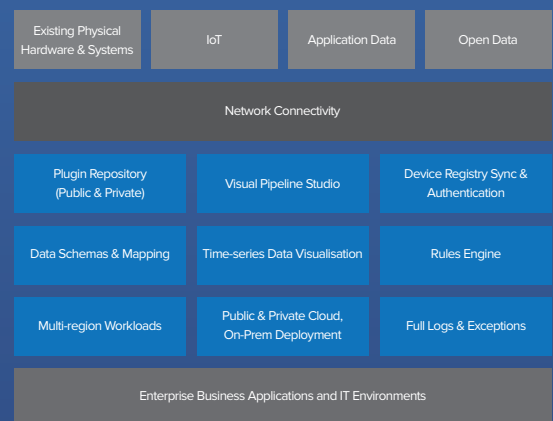 Existing Physical
Hardware & Systems
IoT
Application Data
Open Data
Network Connectivity
Plugin Repository
(Public & Private)
Visual Pipeline Studio
Device Registry Sync &
Authentication
Data Schemas & Mapping
Time-series Data Visualisation
Rules Engine
Multi-region Workloads
Public & Private Cloud,
On-Prem Deployment
Full Logs & Exceptions
Enterprise Business Applications and IT Environments